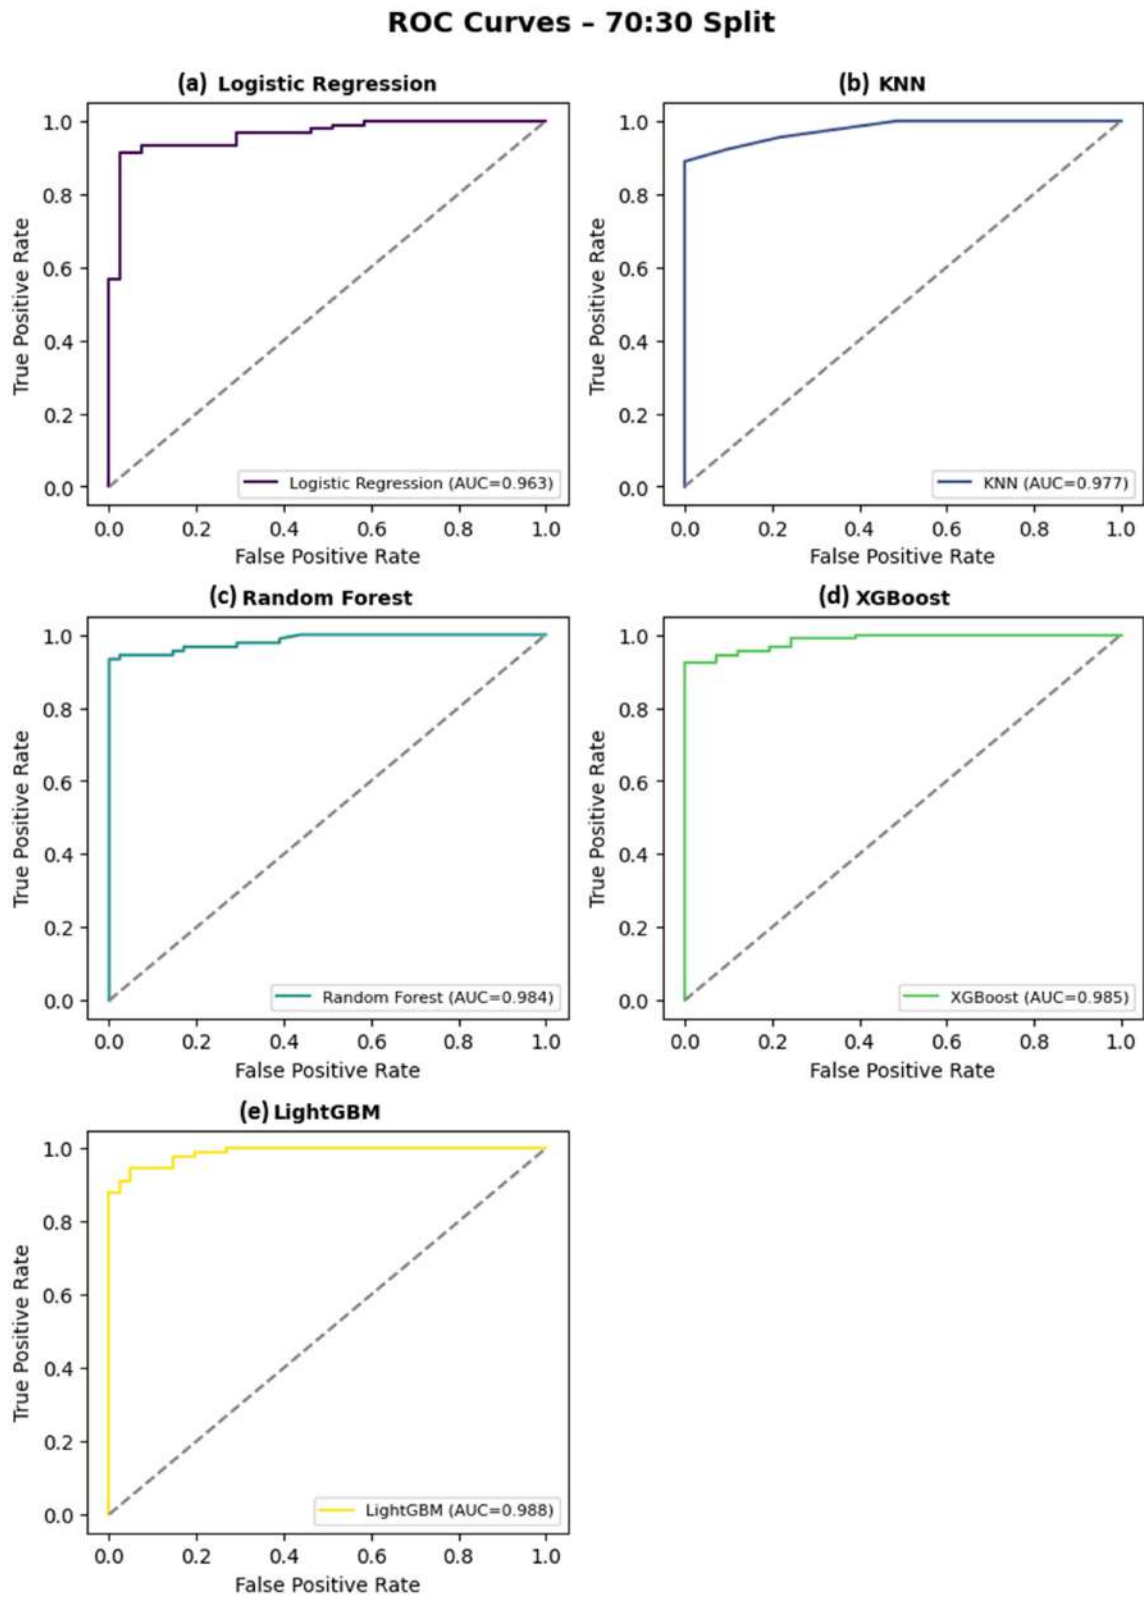 ROC Curves – 70:30 Split
(a) Logistic Regression
1.0
0.8
0.6
0.4
0.2
0.0
True Positive Rate
Logistic Regression (AUC=0.963)
0.0 0.2 0.4 0.6 0.8 1.0
False Positive Rate
(b) KNN
1.0
0.8
0.6
0.4
0.2
0.0
True Positive Rate
KNN (AUC=0.977)
0.0 0.2 0.4 0.6 0.8 1.0
False Positive Rate
(c) Random Forest
1.0
0.8
0.6
0.4
0.2
0.0
True Positive Rate
Random Forest (AUC=0.984)
0.0 0.2 0.4 0.6 0.8 1.0
False Positive Rate
(d) XGBoost
1.0
0.8
0.6
0.4
0.2
0.0
True Positive Rate
XGBoost (AUC=0.985)
0.0 0.2 0.4 0.6 0.8 1.0
False Positive Rate
(e) LightGBM
1.0
0.8
0.6
0.4
0.2
0.0
True Positive Rate
LightGBM (AUC=0.988)
0.0 0.2 0.4 0.6 0.8 1.0
False Positive Rate